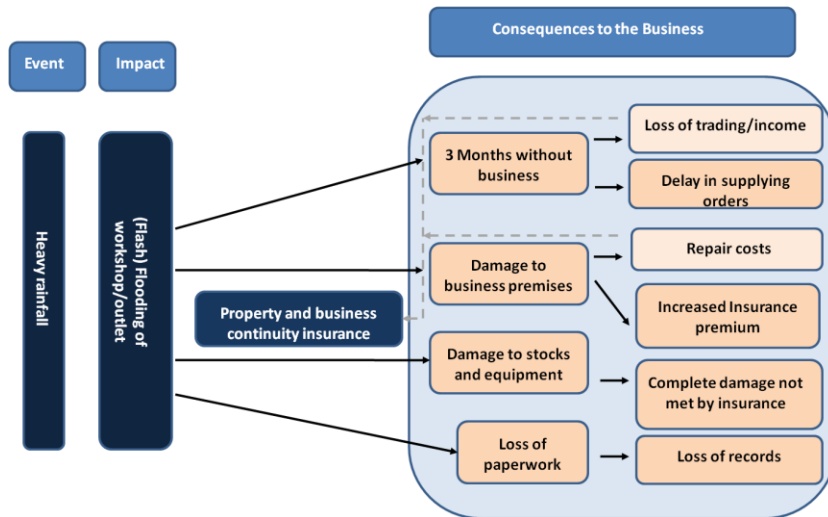 Consequences to the Business
Event
Impact
Heavy rainfall
(Flash) Flooding of
workshop/outlet
3 Months without
business
Loss of trading/income
Delay in supplying
orders
Damage to
business premises
Repair costs
Increased Insurance
premium
Property and business
continuity insurance
Damage to stocks
and equipment
Complete damage not
met by insurance
Loss of
paperwork
Loss of records